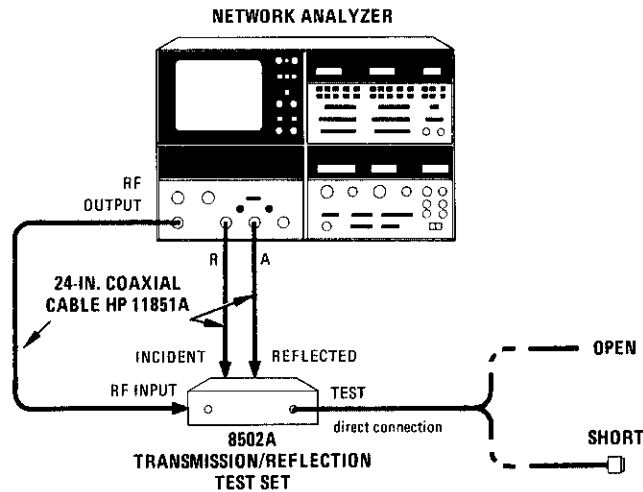 NETWORK ANALYZER
RF
OUTPUT
R
A
24-IN. COAXIAL
CABLE HP 11851A
INCIDENT
REFLECTED
OPEN
RF INPUT
TEST
direct connection
8502A
TRANSMISSION/REFLECTION
TEST SET
SHORT